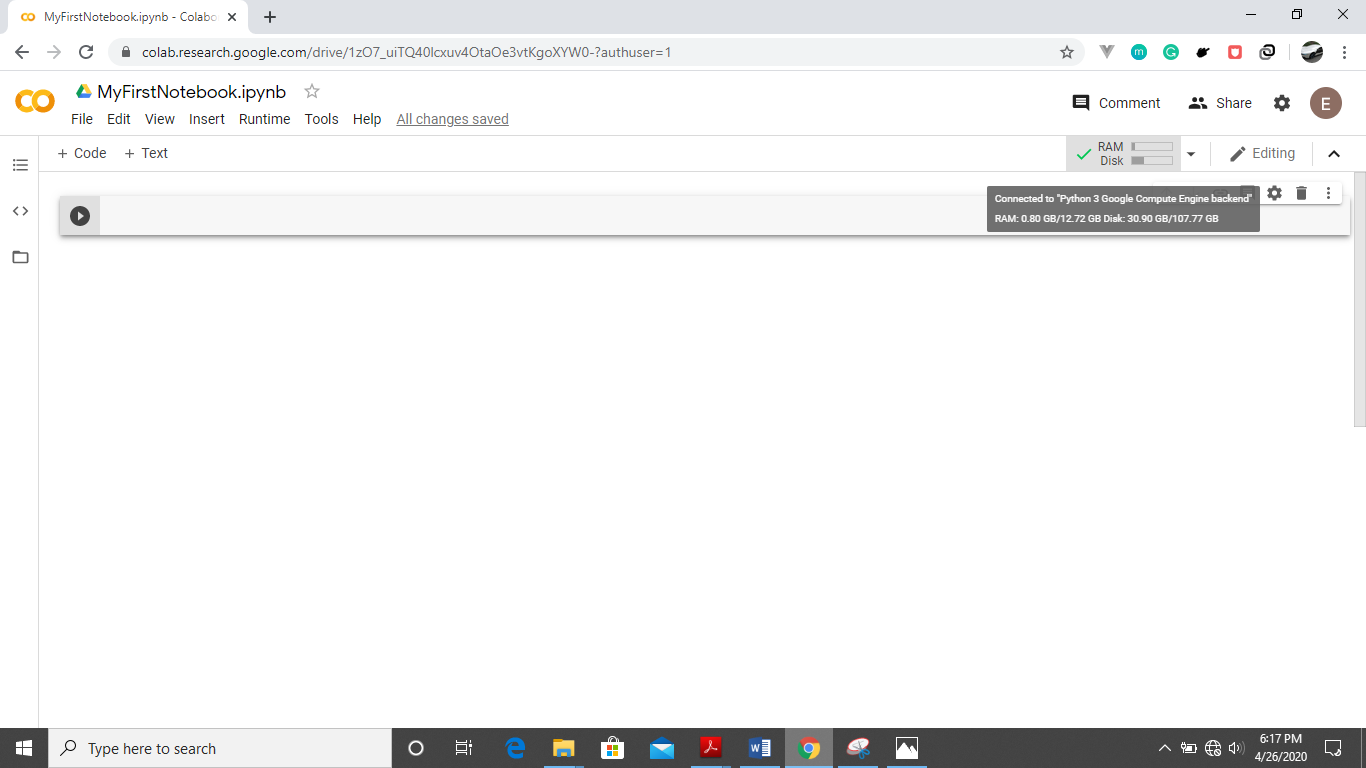 MyFirstNotebook.ipynb - Colabo
colab.research.google.com/drive/1zO7_uiTQ40lcxuv4OtaOe3vtKgoXYW0-?authuser=1
MyFirstNotebook.ipynb
Comment
Share
E
File Edit View Insert Runtime Tools Help All changes saved
+ Code + Text
RAM
Disk
Editing
Connected to "Python 3 Google Compute Engine backend"
RAM: 0.80 GB/12.72 GB Disk: 30.90 GB/107.77 GB
Type here to search
6:17 PM
4/26/2020